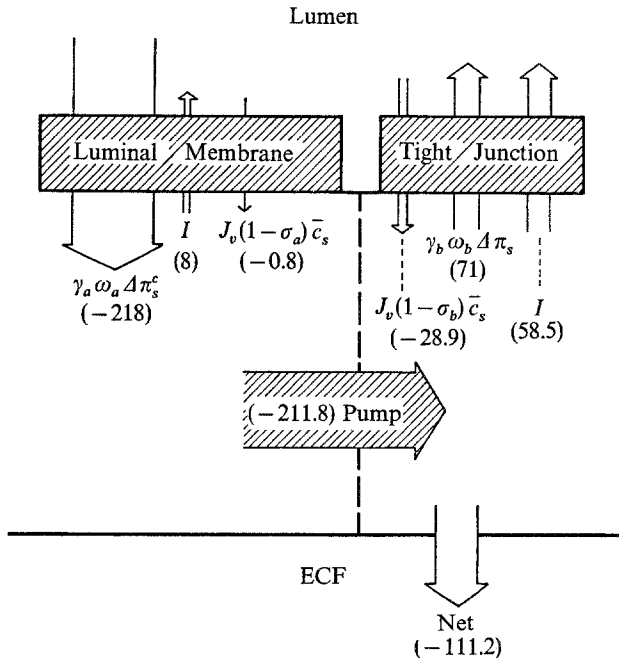 Lumen
Luminal Membrane
Tight Junction
I
(8)
J_v(1−σ_a) c̄_s
(−0.8)
γ_a ω_a Δπ_s^c
(−218)
γ_b ω_b Δπ_s
(71)
J_v(1−σ_b) c̄_s
(−28.9)
I
(58.5)
(−211.8) Pump
ECF
Net
(−111.2)